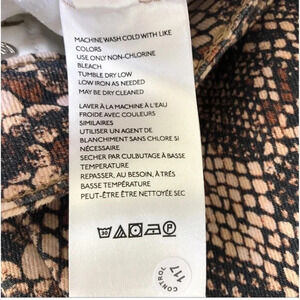 MACHINE WASH COLD WITH LIKE
COLORS
USE ONLY NON-CHLORINE
BLEACH
TUMBLE DRY LOW
LOW IRON AS NEEDED
MAY BE DRY CLEANED
LAVER À LA MACHINE À L'EAU
FROIDE AVEC COULEURS
SIMILAIRES
UTILISER UN AGENT DE
BLANCHIMENT SANS CHLORE SI
NÉCESSAIRE
SECHER PAR CULBUTAGE À BASSE
TEMPERATURE
REPASSER, AU BESOIN, À TRÈS
BASSE TEMPÉRATURE
PEUT-ÊTRE ÊTRE NETTOYÉE SEC
30
CONTROL
117